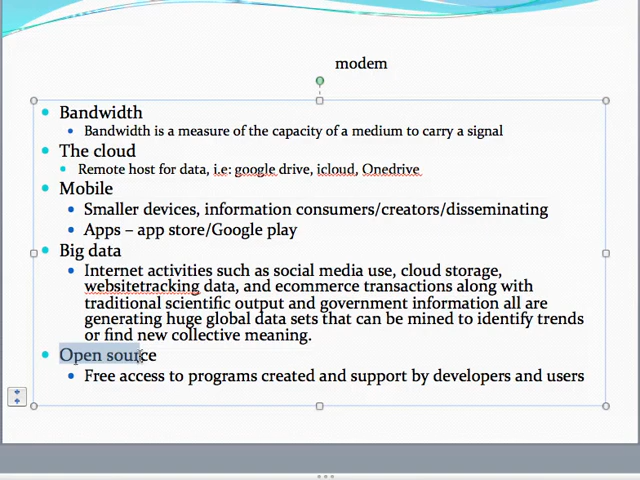 modem
Bandwidth
Bandwidth is a measure of the capacity of a medium to carry a signal
The cloud
Remote host for data, i.e: google drive, icloud, Onedrive
Mobile
Smaller devices, information consumers/creators/disseminating
Apps – app store/Google play
Big data
Internet activities such as social media use, cloud storage,
websitetracking data, and ecommerce transactions along with
traditional scientific output and government information all are
generating huge global data sets that can be mined to identify trends
or find new collective meaning.
Open source
Free access to programs created and support by developers and users